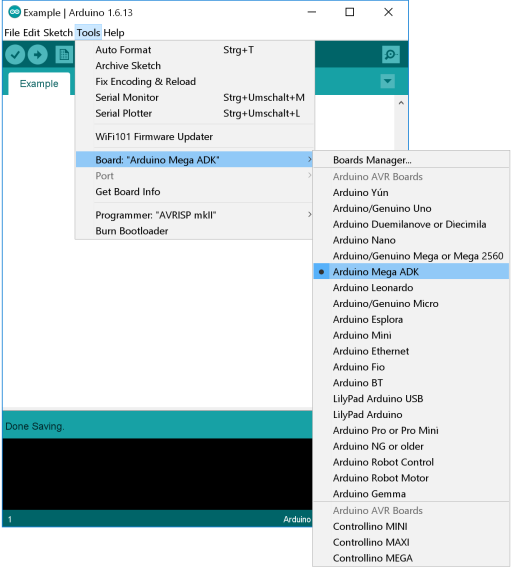 Example | Arduino 1.6.13
File Edit Sketch Tools Help
Example
Auto Format Strg+T
Archive Sketch
Fix Encoding & Reload
Serial Monitor Strg+Umschalt+M
Serial Plotter Strg+Umschalt+L
WiFi101 Firmware Updater
Board: "Arduino Mega ADK"
Port
Get Board Info
Programmer: "AVRISP mkII"
Burn Bootloader
Boards Manager...
Arduino AVR Boards
Arduino Yún
Arduino/Genuino Uno
Arduino Duemilanove or Diecimila
Arduino Nano
Arduino/Genuino Mega or Mega 2560
Arduino Mega ADK
Arduino Leonardo
Arduino/Genuino Micro
Arduino Esplora
Arduino Mini
Arduino Ethernet
Arduino Fio
Arduino BT
LilyPad Arduino USB
LilyPad Arduino
Arduino Pro or Pro Mini
Arduino NG or older
Arduino Robot Control
Arduino Robot Motor
Arduino Gemma
Arduino AVR Boards
Controllino MINI
Controllino MAXI
Controllino MEGA
Done Saving.
1 Arduino